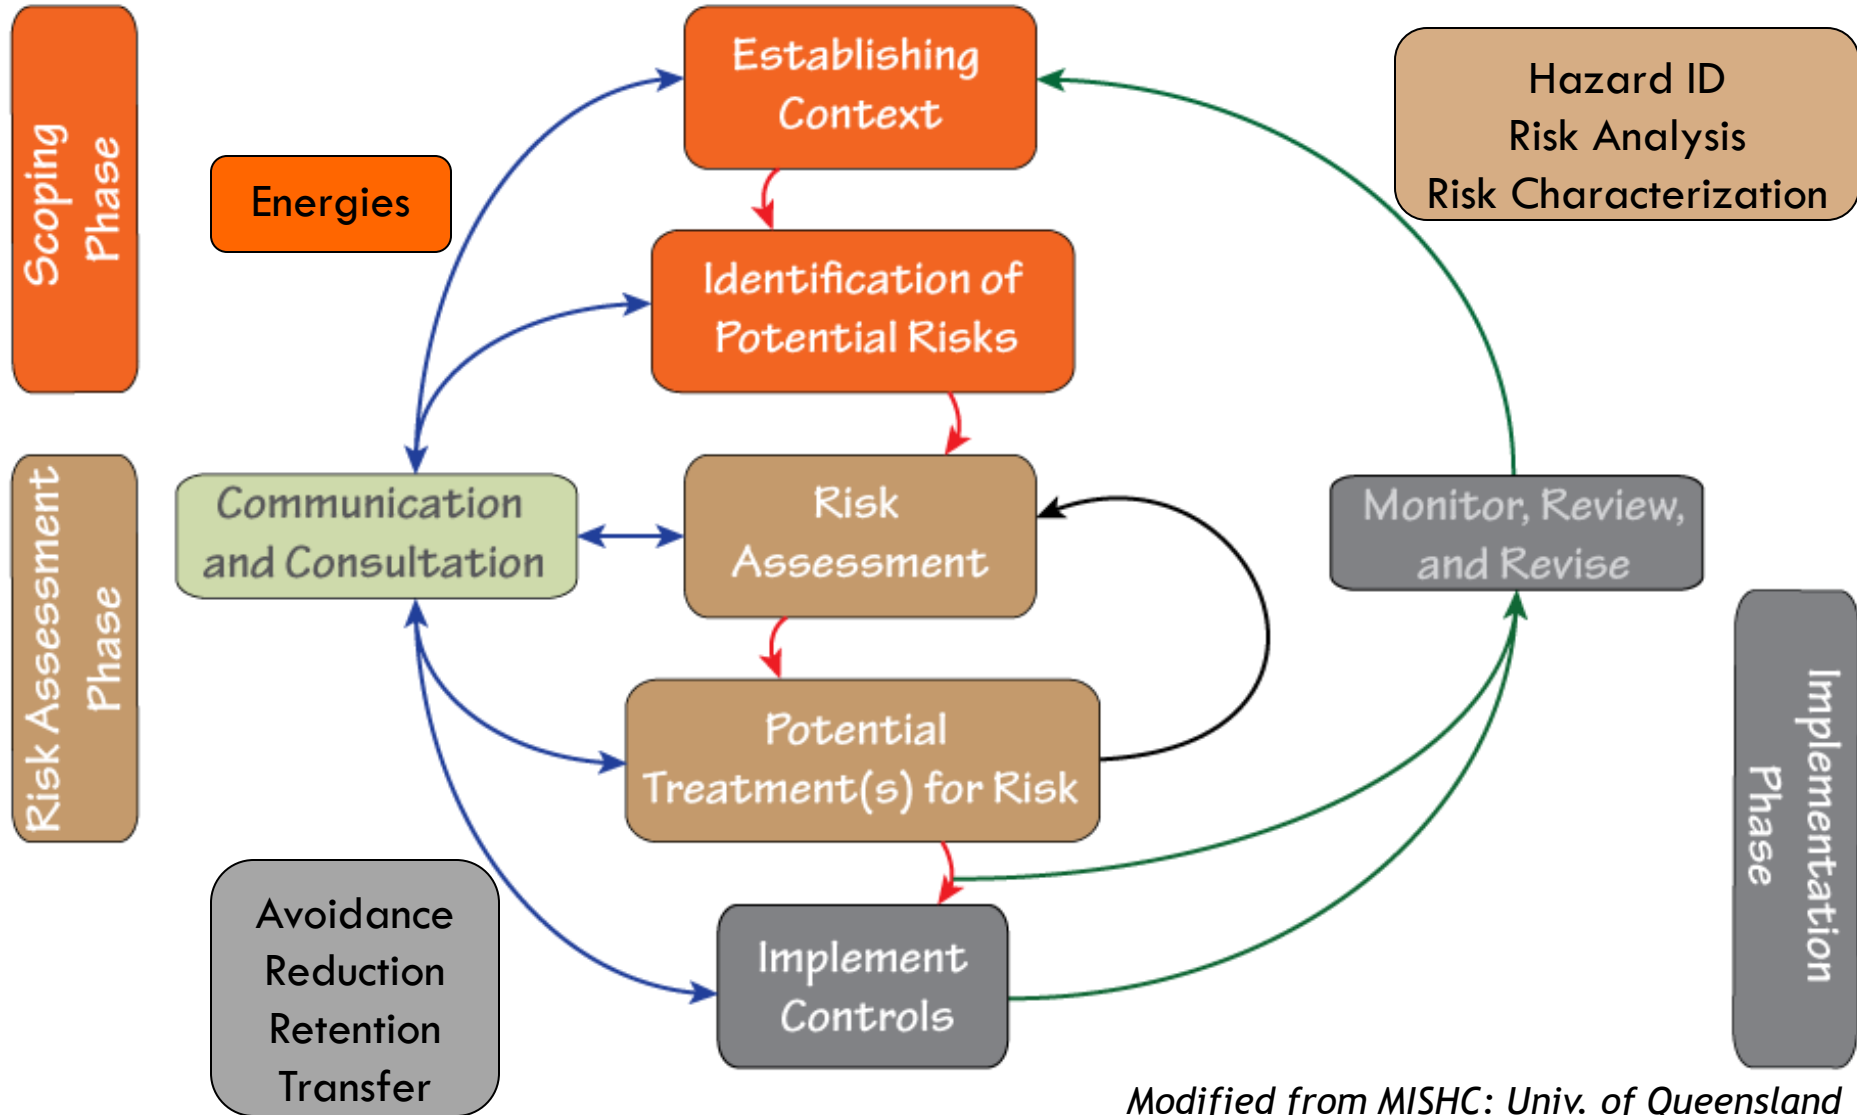 Scoping
Phase
Energies
Establishing
Context
Hazard ID
Risk Analysis
Risk Characterization
Identification of
Potential Risks
Risk Assessment
Phase
Communication
and Consultation
Risk
Assessment
Monitor, Review,
and Revise
Potential
Treatment(s) for Risk
Implementation
Phase
Avoidance
Reduction
Retention
Transfer
Implement
Controls
Modified from MISHC: Univ. of Queensland